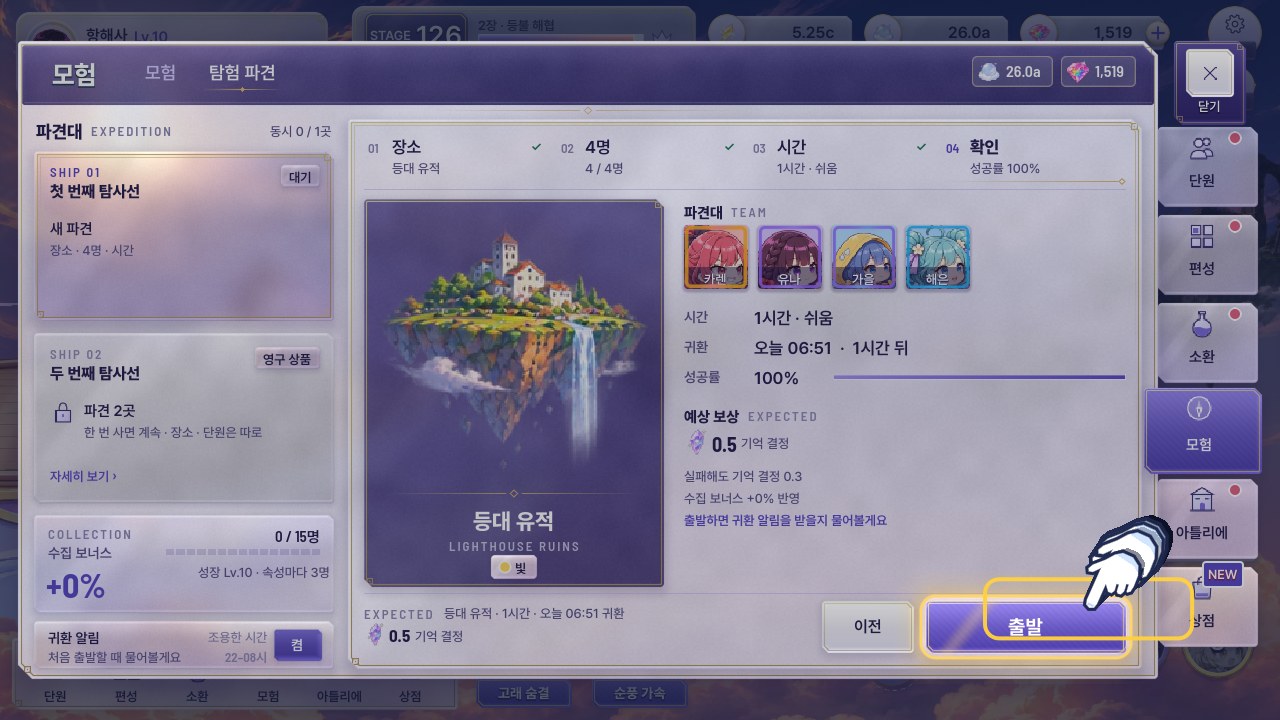 항해사 Lv.10
STAGE 126
2장 · 등불 해협
5.25c
26.0a
1,519
모험
모험
탐험 파견
26.0a
1,519
닫기
파견대 EXPEDITION
동시 0 / 1곳
SHIP 01
첫 번째 탐사선
대기
새 파견
장소 · 4명 · 시간
SHIP 02
두 번째 탐사선
영구 상품
파견 2곳
한 번 사면 계속 · 장소 · 단원은 따로
자세히 보기 ›
COLLECTION
0 / 15명
수집 보너스
+0%
성장 Lv.10 · 속성마다 3명
귀환 알림
처음 출발할 때 물어볼게요
조용한 시간
22-08시
켬
01 장소
등대 유적
02 4명
4 / 4명
03 시간
1시간 · 쉬움
04 확인
성공률 100%
등대 유적
LIGHTHOUSE RUINS
빛
파견대 TEAM
카렌
유나
가을
해은
시간 1시간 · 쉬움
귀환 오늘 06:51 · 1시간 뒤
성공률 100%
예상 보상 EXPECTED
0.5 기억 결정
실패해도 기억 결정 0.3
수집 보너스 +0% 반영
출발하면 귀환 알림을 받을지 물어볼게요
EXPECTED 등대 유적 · 1시간 · 오늘 06:51 귀환
0.5 기억 결정
이전
출발
단원
편성
소환
모험
아틀리에
NEW
상점
단원
편성
소환
모험
아틀리에
상점
고래 숨결
순풍 가속